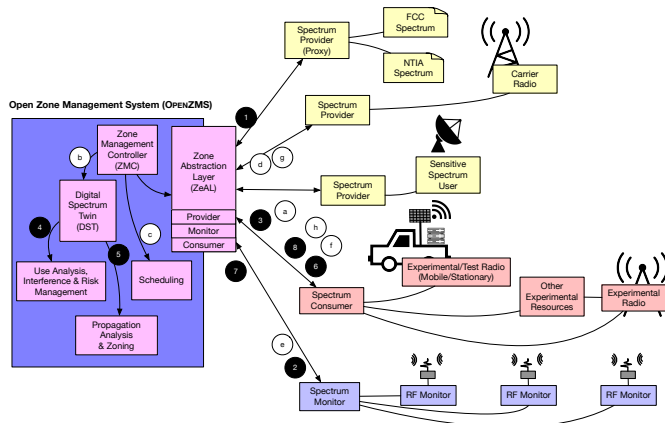 FCC
Spectrum
Spectrum
Provider
(Proxy)
NTIA
Spectrum
Carrier
Radio
Open Zone Management System (OPENZMS)
1
Spectrum
Provider
Zone
Management
Controller
(ZMC)
b
Zone
Abstraction
Layer
(ZeAL)
d
g
Sensitive
Spectrum
User
Spectrum
Provider
Digital
Spectrum
Twin
(DST)
Provider
Monitor
Consumer
3
a
h
f
4
5
c
8
6
7
Use Analysis,
Interference & Risk
Management
Scheduling
Experimental/Test Radio
(Mobile/Stationary)
Spectrum
Consumer
Other
Experimental
Resources
Experimental
Radio
Propagation
Analysis
& Zoning
e
2
Spectrum
Monitor
RF Monitor
RF Monitor
RF Monitor